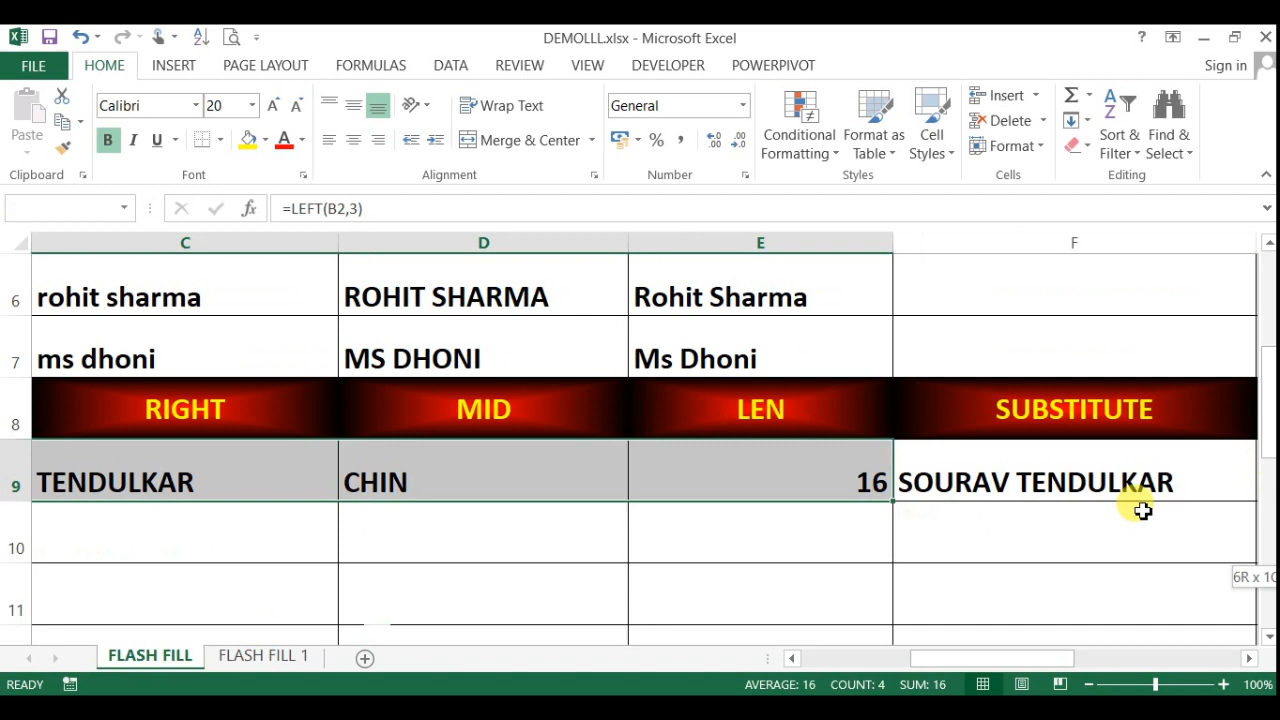 DEMOLLL.xlsx - Microsoft Excel
?
FILE HOME INSERT PAGE LAYOUT FORMULAS DATA REVIEW VIEW DEVELOPER POWERPIVOT Sign in
Paste
Calibri 20 A A
B I U A
Wrap Text
Merge & Center
General
% ,
Conditional Formatting
Format as Table
Cell Styles
Insert
Delete
Format
Sort & Filter
Find & Select
Clipboard Font Alignment Number Styles Cells Editing
fx =LEFT(B2,3)
C D E F
6 rohit sharma ROHIT SHARMA Rohit Sharma
7 ms dhoni MS DHONI Ms Dhoni
8 RIGHT MID LEN SUBSTITUTE
9 TENDULKAR CHIN 16 SOURAV TENDULKAR
10
6R x 1C
11
FLASH FILL FLASH FILL 1
READY AVERAGE: 16 COUNT: 4 SUM: 16 100%